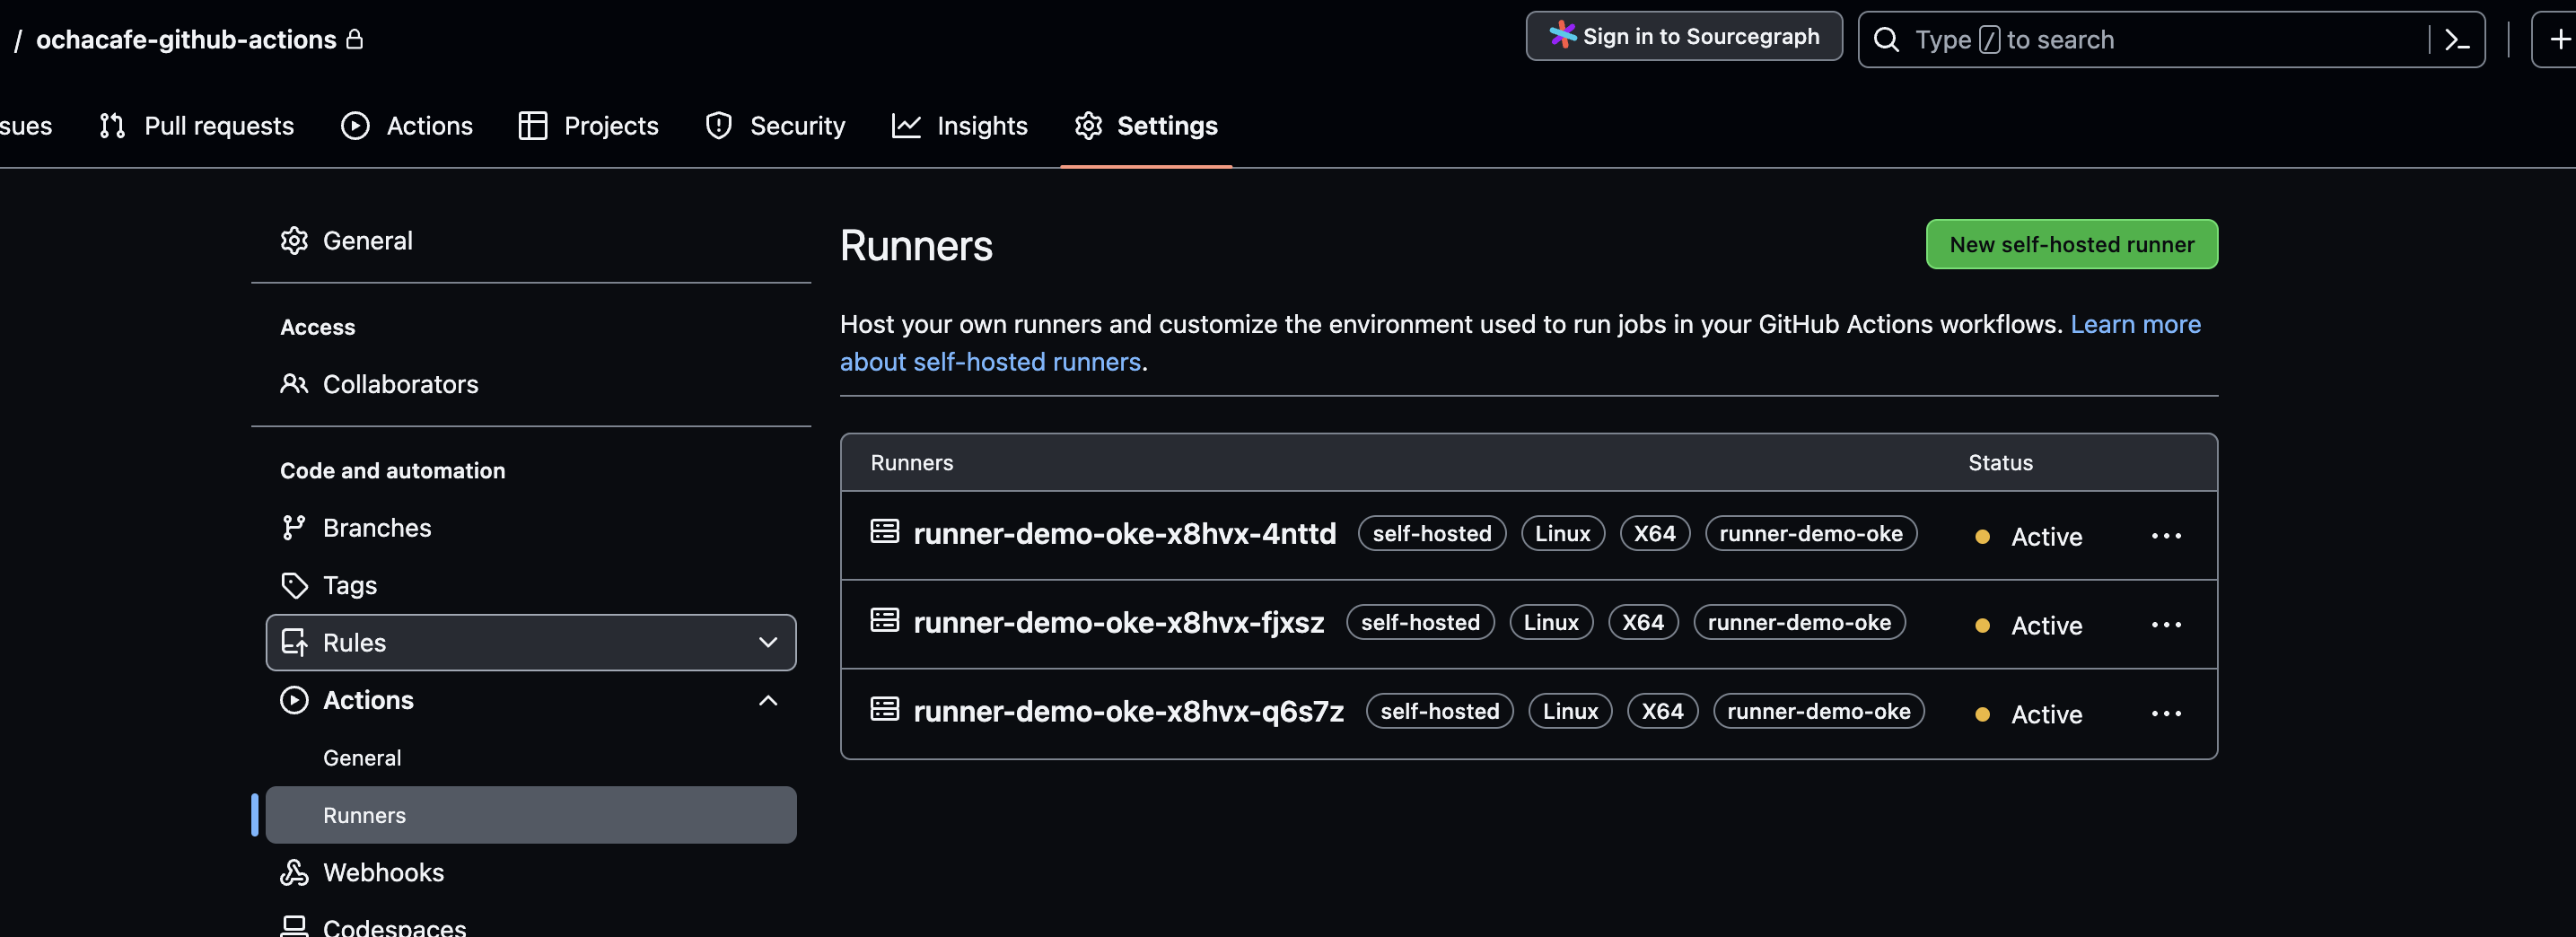 / ochacafe-github-actions
Sign in to Sourcegraph
Type / to search
sues
Pull requests
Actions
Projects
Security
Insights
Settings
General
Access
Collaborators
Code and automation
Branches
Tags
Rules
Actions
General
Runners
Webhooks
Codespaces
Runners
New self-hosted runner
Host your own runners and customize the environment used to run jobs in your GitHub Actions workflows. Learn more
about self-hosted runners.
Runners Status
runner-demo-oke-x8hvx-4nttd self-hosted Linux X64 runner-demo-oke Active
runner-demo-oke-x8hvx-fjxsz self-hosted Linux X64 runner-demo-oke Active
runner-demo-oke-x8hvx-q6s7z self-hosted Linux X64 runner-demo-oke Active